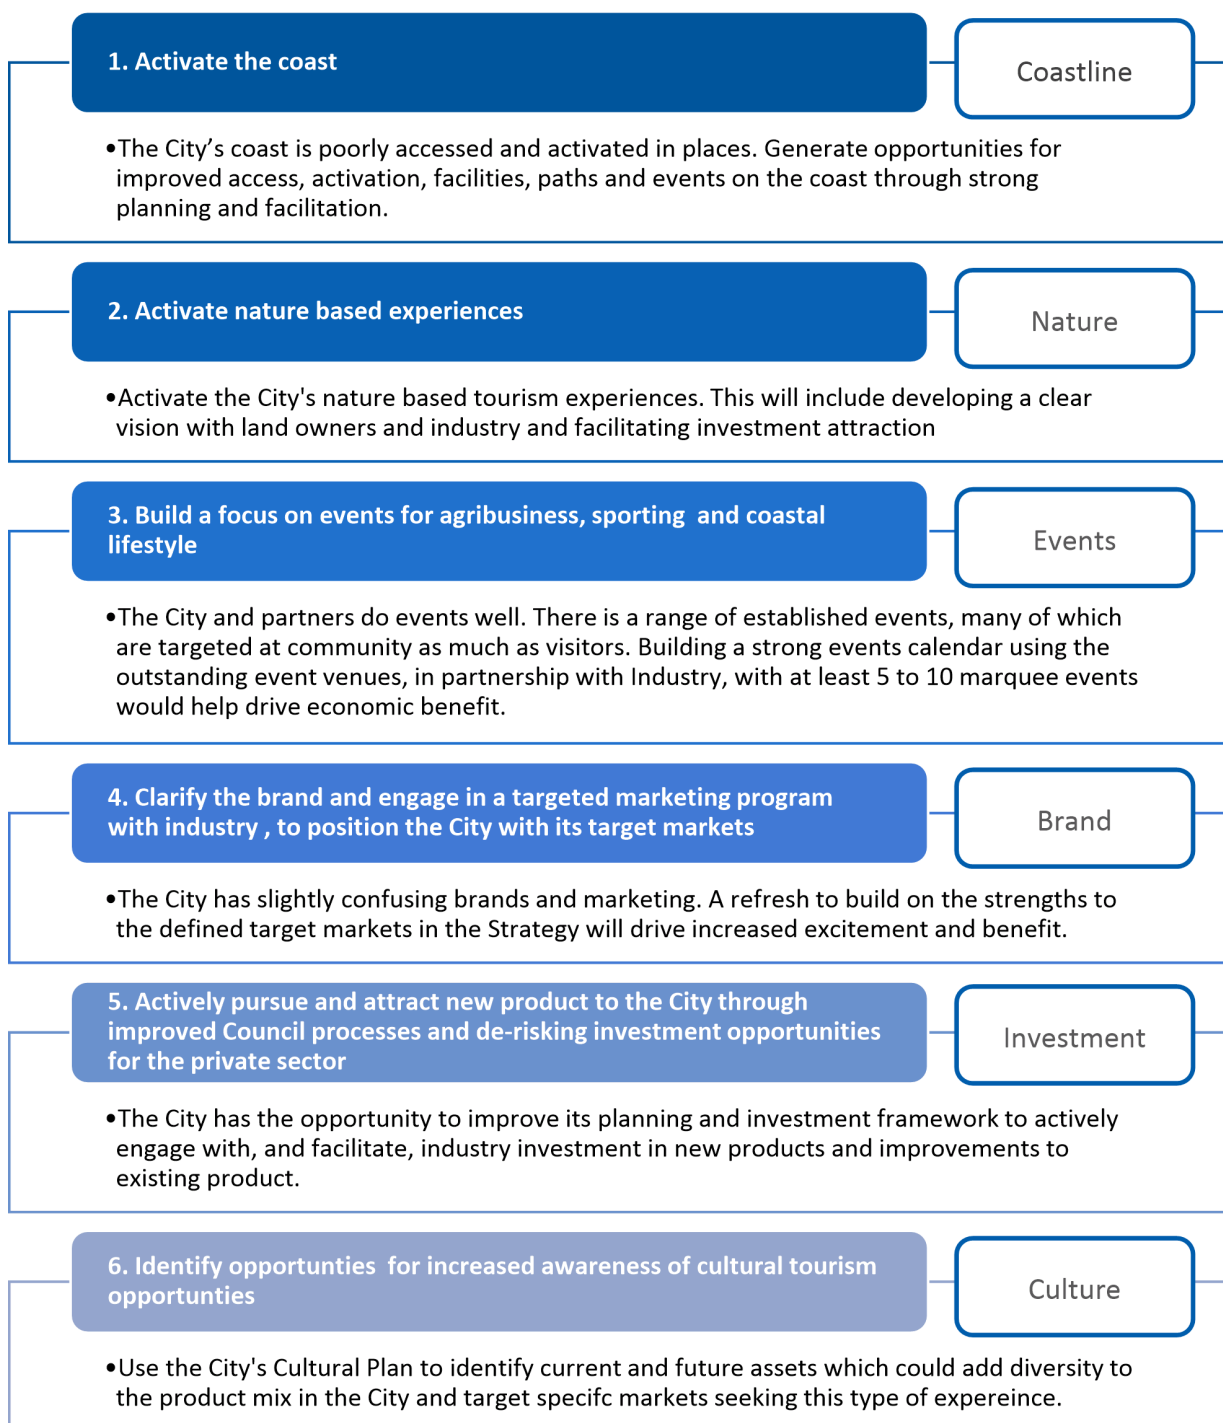 1. Activate the coast
Coastline
•The City’s coast is poorly accessed and activated in places. Generate opportunities for
improved access, activation, facilities, paths and events on the coast through strong
planning and facilitation.
2. Activate nature based experiences
Nature
•Activate the City's nature based tourism experiences. This will include developing a clear
vision with land owners and industry and facilitating investment attraction
3. Build a focus on events for agribusiness, sporting  and coastal
lifestyle
Events
•The City and partners do events well. There is a range of established events, many of which
are targeted at community as much as visitors. Building a strong events calendar using the
outstanding event venues, in partnership with Industry, with at least 5 to 10 marquee events
would help drive economic benefit.
4. Clarify the brand and engage in a targeted marketing program
with industry , to position the City with its target markets
Brand
•The City has slightly confusing brands and marketing. A refresh to build on the strengths to
the defined target markets in the Strategy will drive increased excitement and benefit.
5. Actively pursue and attract new product to the City through
improved Council processes and de-risking investment opportunities
for the private sector
Investment
•The City has the opportunity to improve its planning and investment framework to actively
engage with, and facilitate, industry investment in new products and improvements to
existing product.
6. Identify opportunties  for increased awareness of cultural tourism
opportunties
Culture
•Use the City's Cultural Plan to identify current and future assets which could add diversity to
the product mix in the City and target specifc markets seeking this type of expereince.